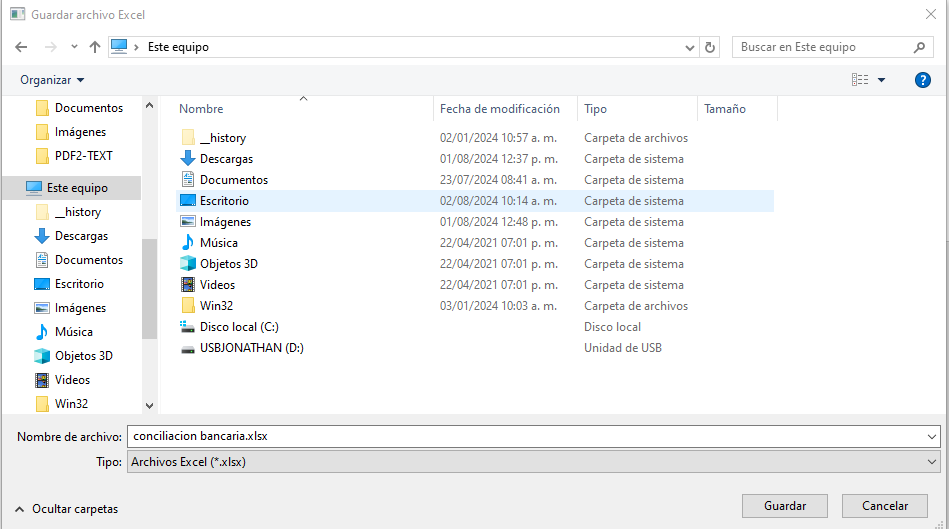 Guardar archivo Excel
Este equipo
Buscar en Este equipo
Organizar
Documentos
Imágenes
PDF2-TEXT
Este equipo
__history
Descargas
Documentos
Escritorio
Imágenes
Música
Objetos 3D
Videos
Win32
Nombre Fecha de modificación Tipo Tamaño
__history 02/01/2024 10:57 a. m. Carpeta de archivos
Descargas 01/08/2024 12:37 p. m. Carpeta de sistema
Documentos 23/07/2024 08:41 a. m. Carpeta de sistema
Escritorio 02/08/2024 10:14 a. m. Carpeta de sistema
Imágenes 01/08/2024 12:48 p. m. Carpeta de sistema
Música 22/04/2021 07:01 p. m. Carpeta de sistema
Objetos 3D 22/04/2021 07:01 p. m. Carpeta de sistema
Videos 22/04/2021 07:01 p. m. Carpeta de sistema
Win32 03/01/2024 10:03 a. m. Carpeta de archivos
Disco local (C:) Disco local
USBJONATHAN (D:) Unidad de USB
Nombre de archivo: conciliacion bancaria.xlsx
Tipo: Archivos Excel (*.xlsx)
Ocultar carpetas
Guardar
Cancelar